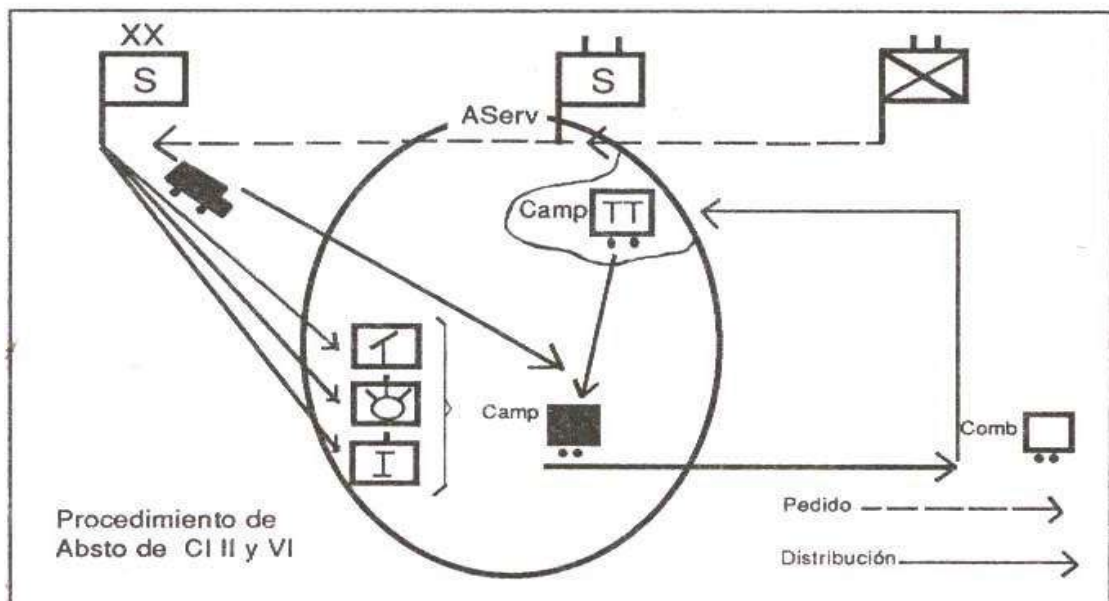 XX
S
S
AServ
Camp
TT
I
Camp
Comb
Procedimiento de
Absto de Cl II y VI
Pedido
Distribución